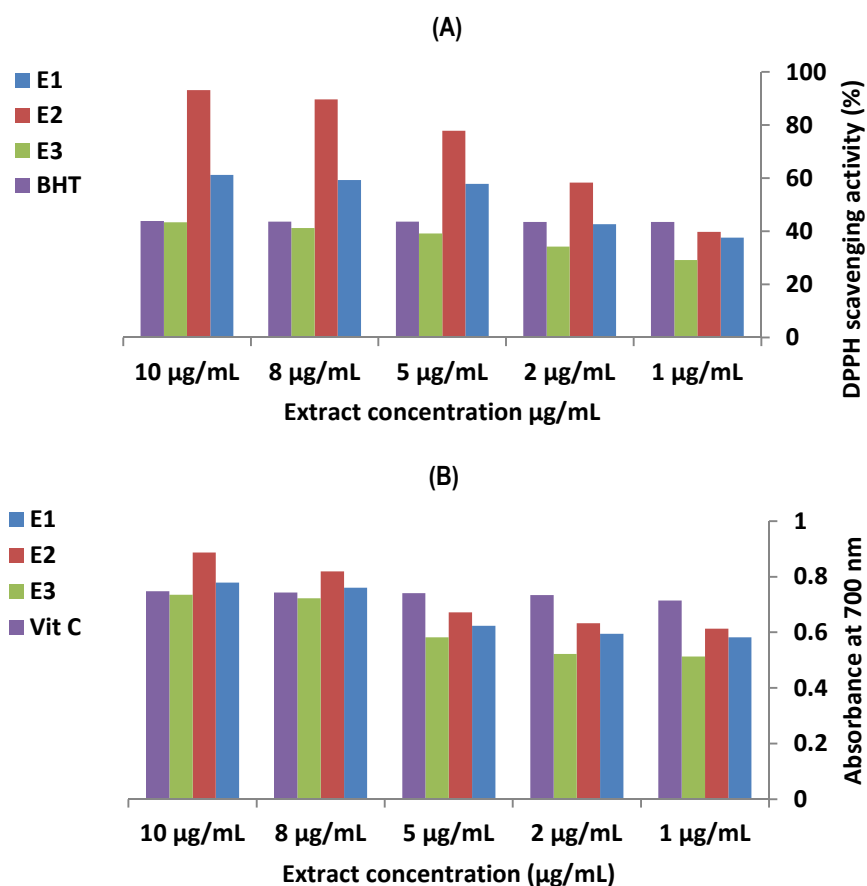 (A)
E1
E2
E3
BHT
100
80
60
40
20
0
DPPH scavenging activity (%)
10 µg/mL 8 µg/mL 5 µg/mL 2 µg/mL 1 µg/mL
Extract concentration µg/mL
(B)
E1
E2
E3
Vit C
1
0.8
0.6
0.4
0.2
0
Absorbance at 700 nm
10 µg/mL 8 µg/mL 5 µg/mL 2 µg/mL 1 µg/mL
Extract concentration (µg/mL)